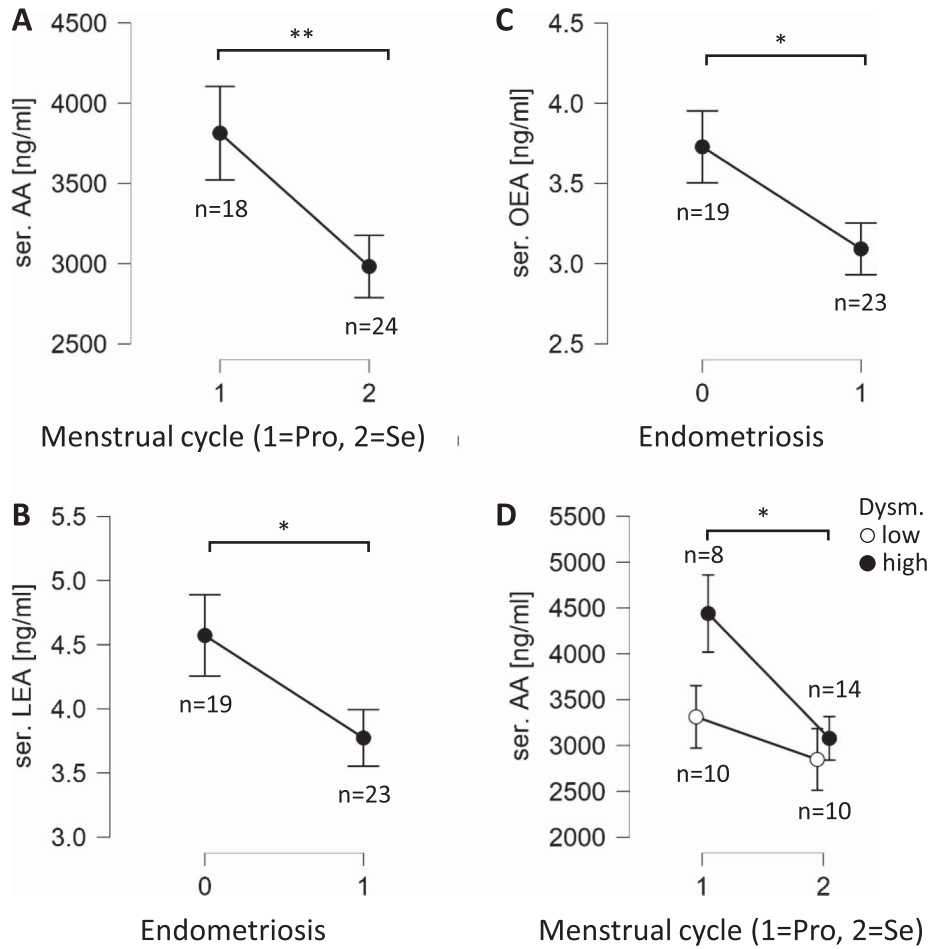 A
4500
4000
3500
3000
2500
ser. AA [ng/ml]
**
n=18
n=24
1 2
Menstrual cycle (1=Pro, 2=Se)
C
4.5
4.0
3.5
3.0
2.5
ser. OEA [ng/ml]
*
n=19
n=23
0 1
Endometriosis
B
5.5
5.0
4.5
4.0
3.5
3.0
ser. LEA [ng/ml]
*
n=19
n=23
0 1
Endometriosis
D
5500
5000
4500
4000
3500
3000
2500
2000
ser. AA [ng/ml]
*
n=8
n=14
n=10
n=10
1 2
Menstrual cycle (1=Pro, 2=Se)
Dysm.
low
high